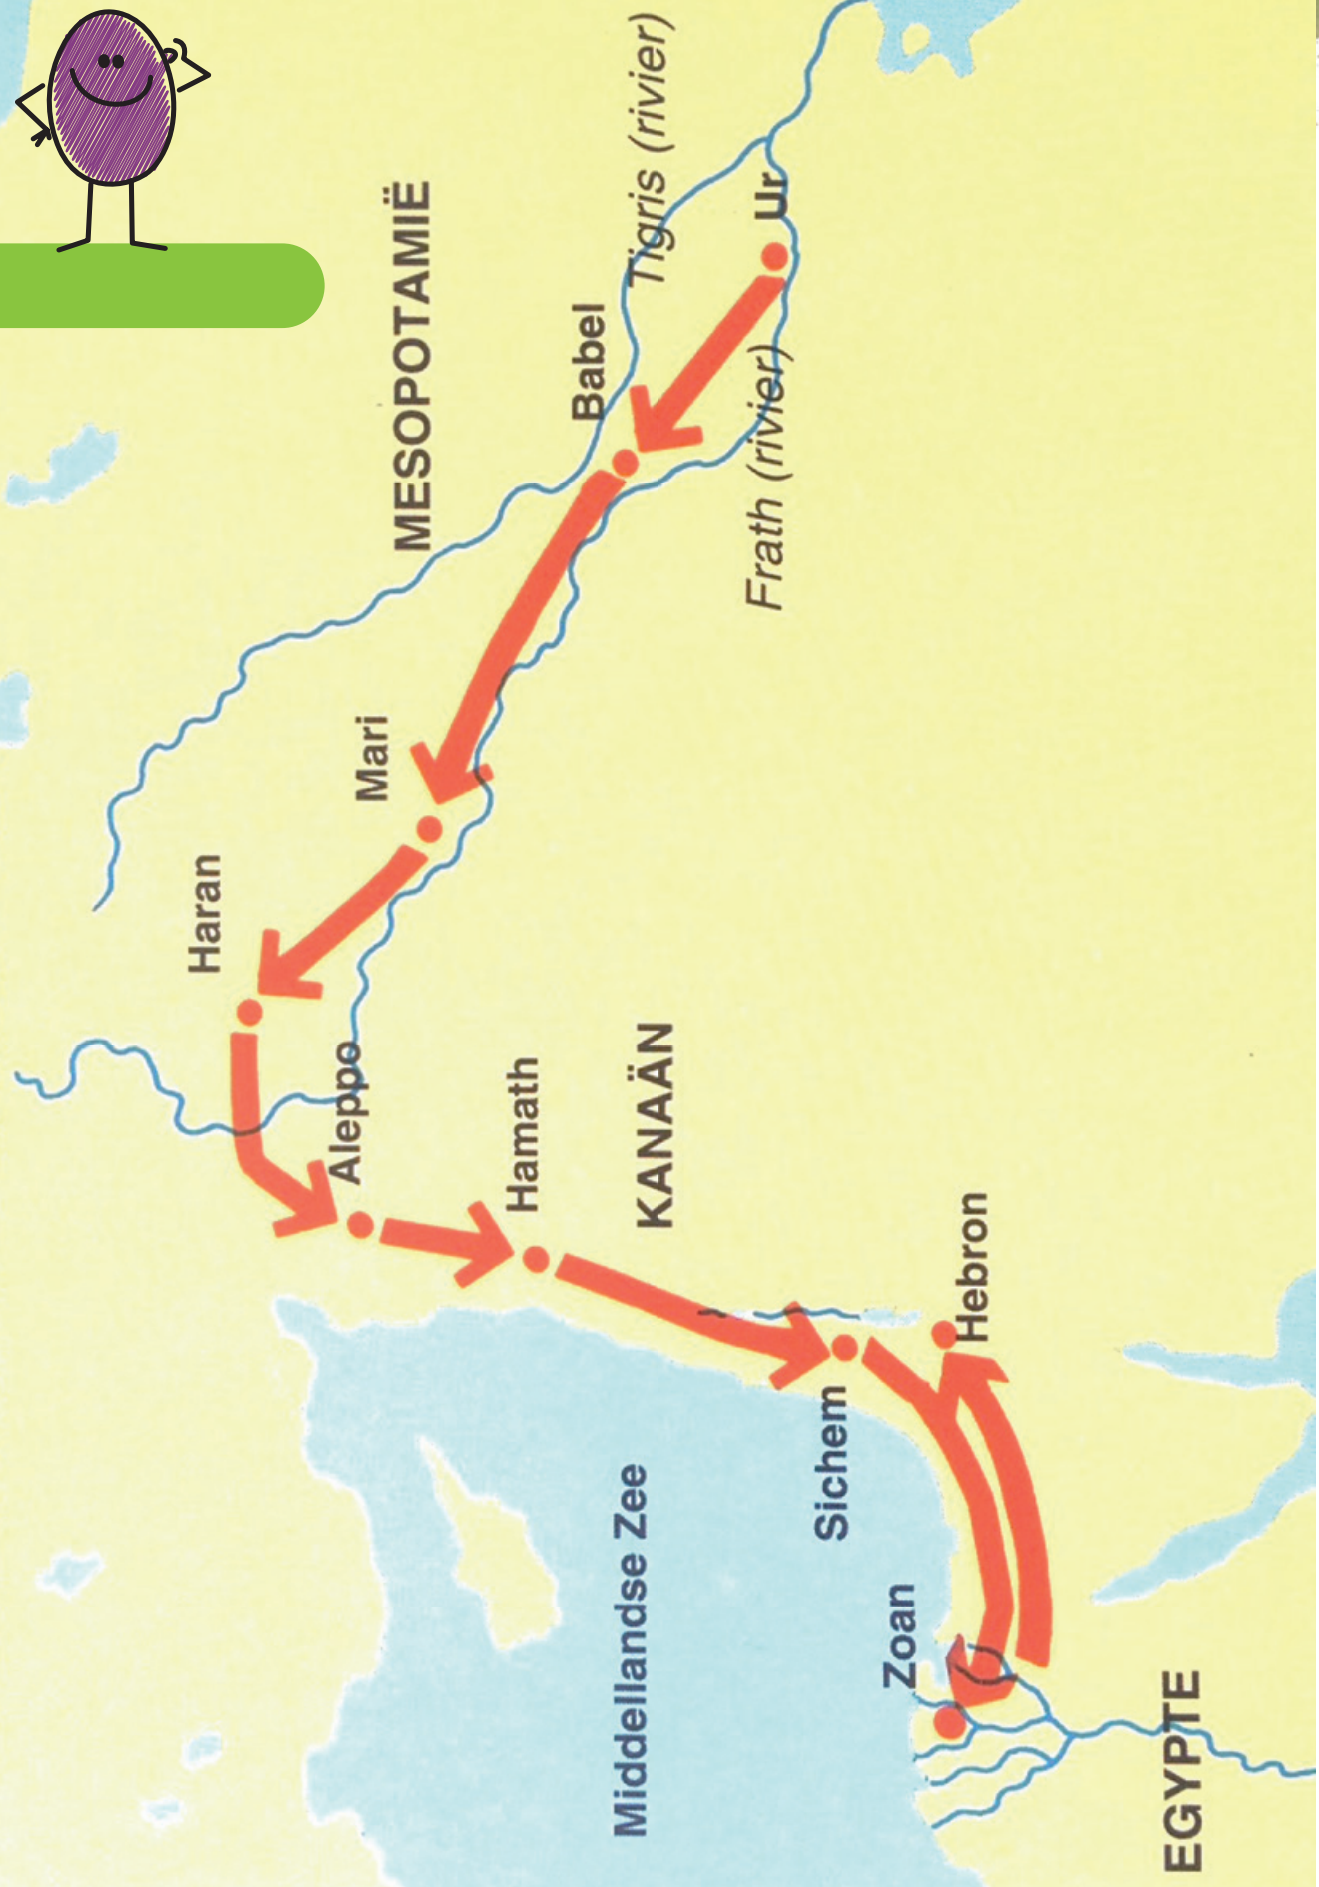 Haran
MESOPOTAMIË
Aleppo
Mari
Hamath
Babel
Middellandse Zee
KANAÄN
Tigris (rivier)
Sichem
Frath (rivier)
Ur
Zoan
Hebron
EGYPTE